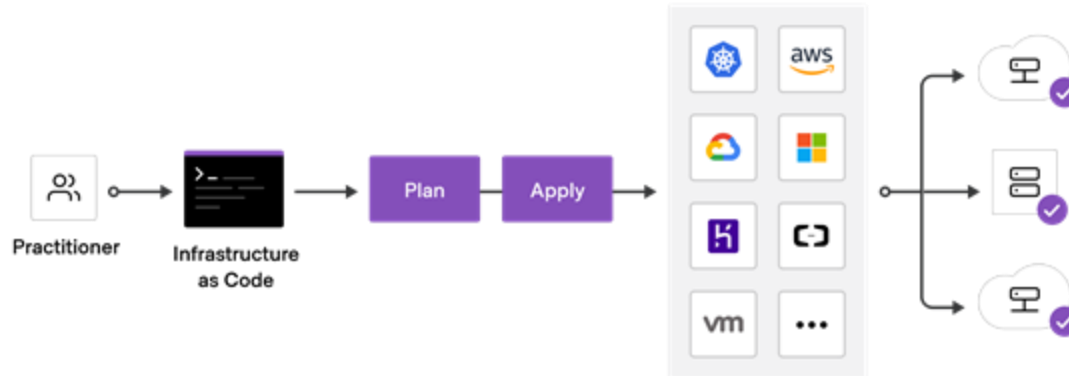 Practitioner
Infrastructure
as Code
Plan
Apply
aws
vm